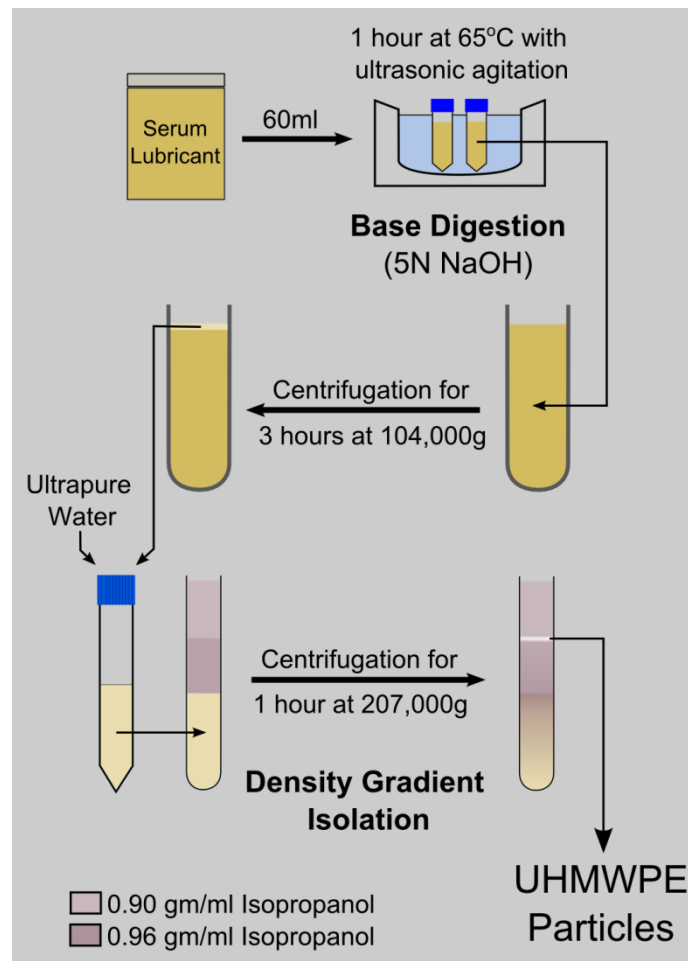 1 hour at 65°C with
ultrasonic agitation
Serum
Lubricant
60ml
Base Digestion
(5N NaOH)
Centrifugation for
3 hours at 104,000g
Ultrapure
Water
Centrifugation for
1 hour at 207,000g
Density Gradient
Isolation
UHMWPE
Particles
0.90 gm/ml Isopropanol
0.96 gm/ml Isopropanol